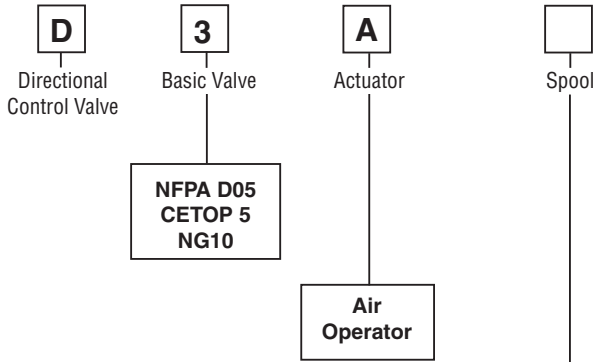 D 3 A
Directional Basic Valve Actuator Spool
Control Valve
NFPA D05
CETOP 5
NG10
Air
Operator